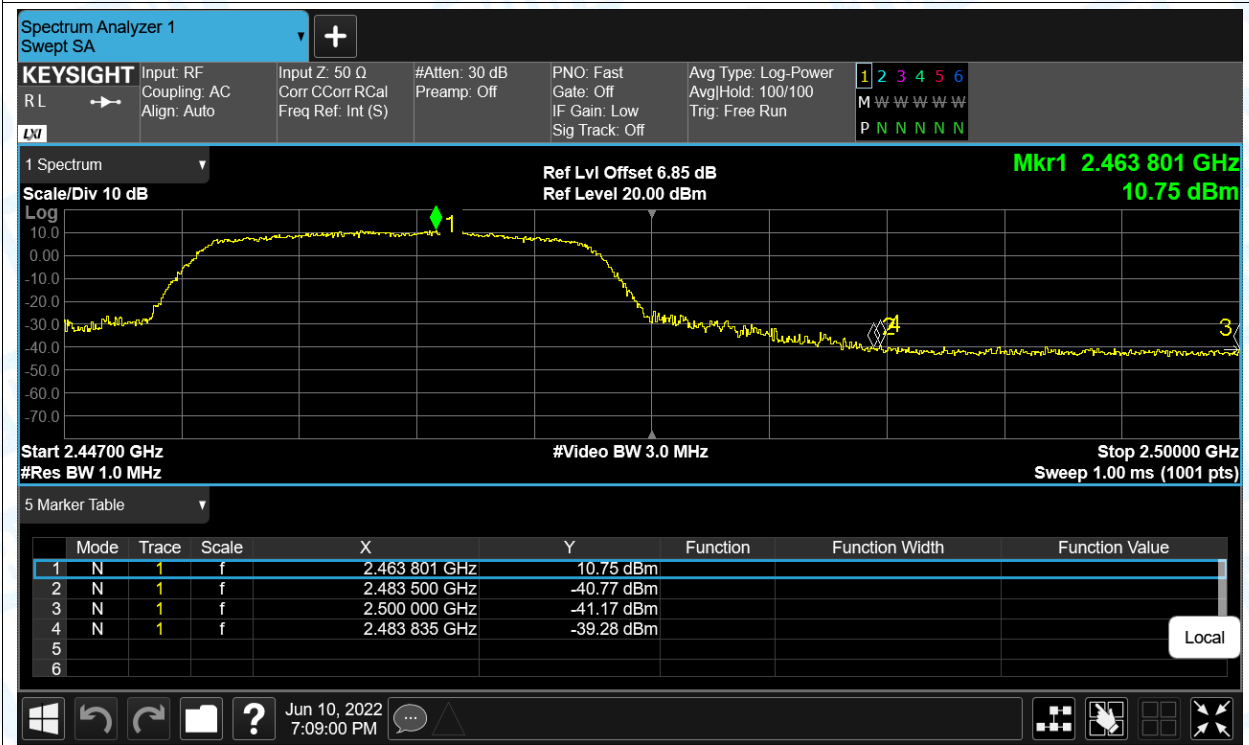 Spectrum Analyzer 1
Swept SA
KEYSIGHT
R L
LXI
Input: RF
Coupling: AC
Align: Auto
Input Z: 50 Ω
Corr CCorr RCal
Freq Ref: Int (S)
#Atten: 30 dB
Preamp: Off
PNO: Fast
Gate: Off
IF Gain: Low
Sig Track: Off
Avg Type: Log-Power
Avg|Hold: 100/100
Trig: Free Run
1 2 3 4 5 6
M W W W W W
P N N N N N
1 Spectrum
Scale/Div 10 dB
Ref Lvl Offset 6.85 dB
Ref Level 20.00 dBm
Mkr1 2.463 801 GHz
10.75 dBm
Log
10.0
0.00
-10.0
-20.0
-30.0
-40.0
-50.0
-60.0
-70.0
1
2
4
3
Start 2.44700 GHz
#Video BW 3.0 MHz
Stop 2.50000 GHz
#Res BW 1.0 MHz
Sweep 1.00 ms (1001 pts)
5 Marker Table
Mode Trace Scale X Y Function Function Width Function Value
1 N 1 f 2.463 801 GHz 10.75 dBm
2 N 1 f 2.483 500 GHz -40.77 dBm
3 N 1 f 2.500 000 GHz -41.17 dBm
4 N 1 f 2.483 835 GHz -39.28 dBm
5
6
Local
?
Jun 10, 2022
7:09:00 PM